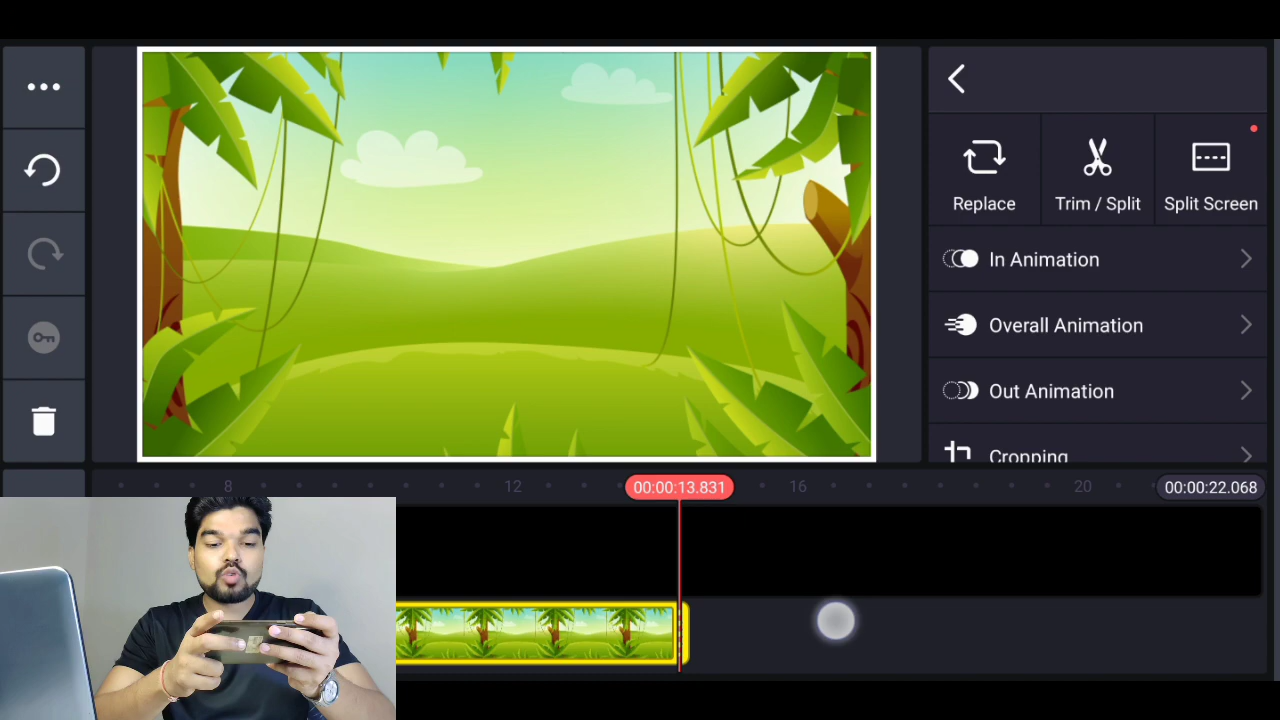 Replace
Trim / Split
Split Screen
In Animation
Overall Animation
Out Animation
Cropping
8
12
00:00:13.831
16
20
00:00:22.068